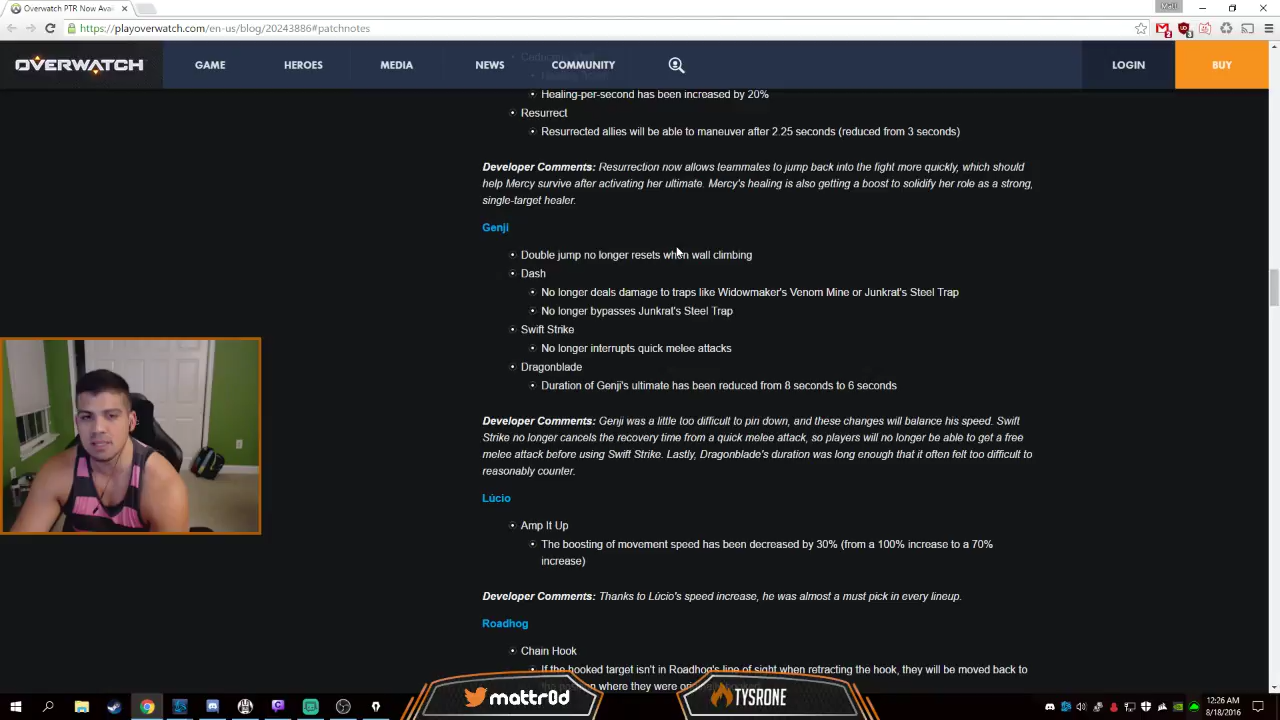 Overwatch PTR Now Avai
Matt
https://playoverwatch.com/en-us/blog/20243886#patchnotes
OVERWATCH
GAME
HEROES
MEDIA
NEWS
COMMUNITY
LOGIN
BUY
Healing-per-second has been increased by 20%
Resurrect
Resurrected allies will be able to maneuver after 2.25 seconds (reduced from 3 seconds)
Developer Comments: Resurrection now allows teammates to jump back into the fight more quickly, which should
help Mercy survive after activating her ultimate. Mercy's healing is also getting a boost to solidify her role as a strong,
single-target healer.
Genji
Double jump no longer resets when wall climbing
Dash
No longer deals damage to traps like Widowmaker's Venom Mine or Junkrat's Steel Trap
No longer bypasses Junkrat's Steel Trap
Swift Strike
No longer interrupts quick melee attacks
Dragonblade
Duration of Genji's ultimate has been reduced from 8 seconds to 6 seconds
Developer Comments: Genji was a little too difficult to pin down, and these changes will balance his speed. Swift
Strike no longer cancels the recovery time from a quick melee attack, so players will no longer be able to get a free
melee attack before using Swift Strike. Lastly, Dragonblade's duration was long enough that it often felt too difficult to
reasonably counter.
Lúcio
Amp It Up
The boosting of movement speed has been decreased by 30% (from a 100% increase to a 70%
increase)
Developer Comments: Thanks to Lúcio's speed increase, he was almost a must pick in every lineup.
Roadhog
Chain Hook
If the hooked target isn't in Roadhog's line of sight when retracting the hook, they will be moved back to
where they were
mattr0d
TYSRONE
12:26 AM
8/18/2016